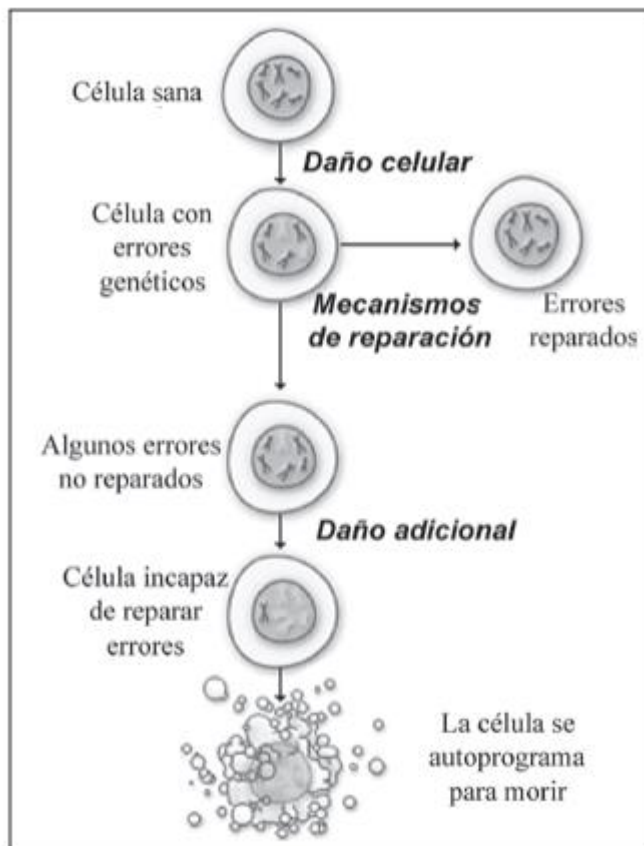 Célula sana
Daño celular
Célula con
errores
genéticos
Mecanismos
de reparación
Errores
reparados
Algunos errores
no reparados
Daño adicional
Célula incapaz
de reparar
errores
La célula se
autoprograma
para morir